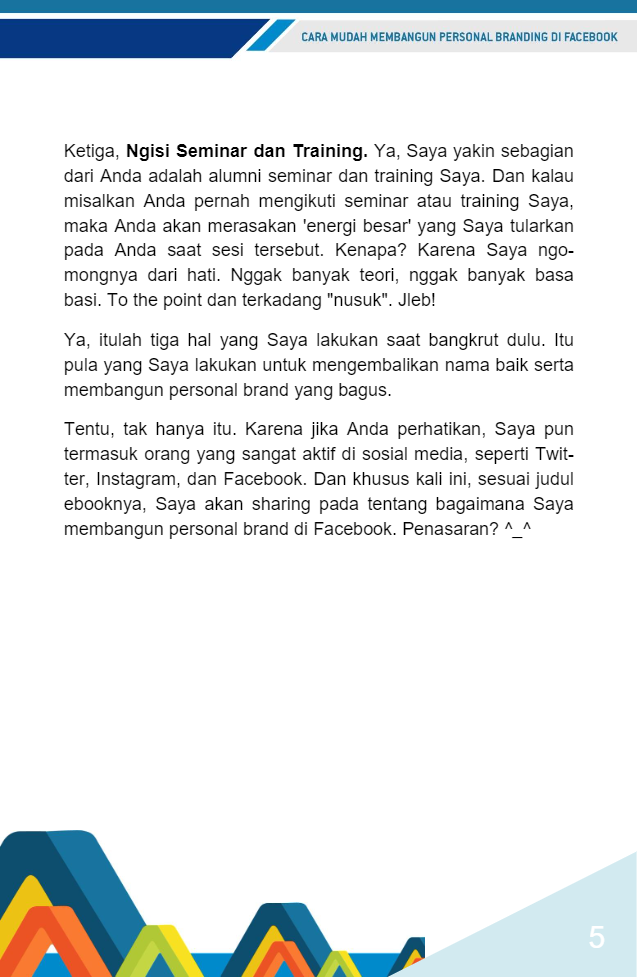 CARA MUDAH MEMBANGUN PERSONAL BRANDING DI FACEBOOK
Ketiga, Ngisi Seminar dan Training. Ya, Saya yakin sebagian
dari Anda adalah alumni seminar dan training Saya. Dan kalau
misalkan Anda pernah mengikuti seminar atau training Saya,
maka Anda akan merasakan 'energi besar' yang Saya tularkan
pada Anda saat sesi tersebut. Kenapa? Karena Saya ngo-
mongnya dari hati. Nggak banyak teori, nggak banyak basa
basi. To the point dan terkadang "nusuk". Jleb!
Ya, itulah tiga hal yang Saya lakukan saat bangkrut dulu. Itu
pula yang Saya lakukan untuk mengembalikan nama baik serta
membangun personal brand yang bagus.
Tentu, tak hanya itu. Karena jika Anda perhatikan, Saya pun
termasuk orang yang sangat aktif di sosial media, seperti Twit-
ter, Instagram, dan Facebook. Dan khusus kali ini, sesuai judul
ebooknya, Saya akan sharing pada tentang bagaimana Saya
membangun personal brand di Facebook. Penasaran? ^_^
5